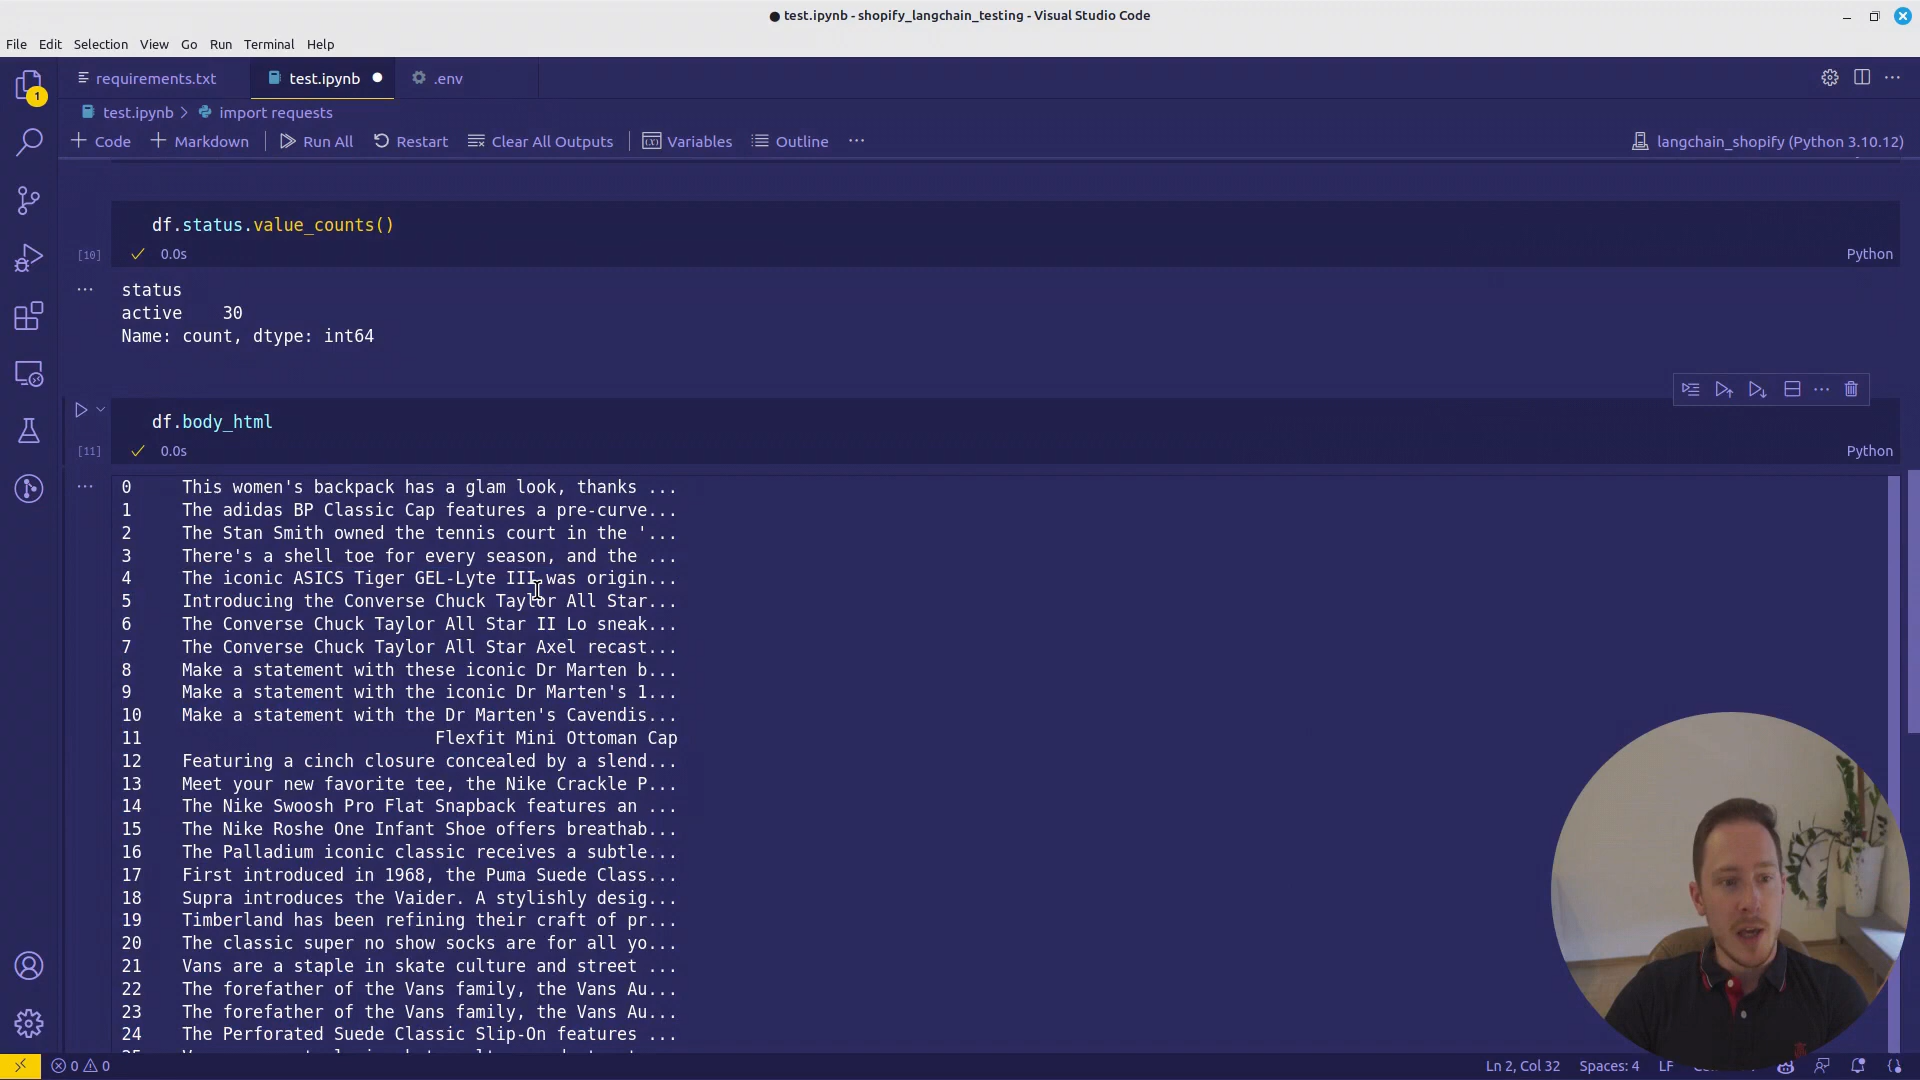 test.ipynb - shopify_langchain_testing - Visual Studio Code
File Edit Selection View Go Run Terminal Help
requirements.txt test.ipynb .env
1
test.ipynb > import requests
+ Code + Markdown Run All Restart Clear All Outputs (x) Variables Outline ... langchain_shopify (Python 3.10.12)
df.status.value_counts()
[10] 0.0s Python
... status
active 30
Name: count, dtype: int64
df.body_html
[11] 0.0s Python
... 0 This women's backpack has a glam look, thanks ...
1 The adidas BP Classic Cap features a pre-curve...
2 The Stan Smith owned the tennis court in the '...
3 There's a shell toe for every season, and the ...
4 The iconic ASICS Tiger GEL-Lyte III was origin...
5 Introducing the Converse Chuck Taylor All Star...
6 The Converse Chuck Taylor All Star II Lo sneak...
7 The Converse Chuck Taylor All Star Axel recast...
8 Make a statement with these iconic Dr Marten b...
9 Make a statement with the iconic Dr Marten's 1...
10 Make a statement with the Dr Marten's Cavendis...
11 Flexfit Mini Ottoman Cap
12 Featuring a cinch closure concealed by a slend...
13 Meet your new favorite tee, the Nike Crackle P...
14 The Nike Swoosh Pro Flat Snapback features an ...
15 The Nike Roshe One Infant Shoe offers breathab...
16 The Palladium iconic classic receives a subtle...
17 First introduced in 1968, the Puma Suede Class...
18 Supra introduces the Vaider. A stylishly desig...
19 Timberland has been refining their craft of pr...
20 The classic super no show socks are for all yo...
21 Vans are a staple in skate culture and street ...
22 The forefather of the Vans family, the Vans Au...
23 The forefather of the Vans family, the Vans Au...
24 The Perforated Suede Classic Slip-On features ...
0 0 Ln 2, Col 32 Spaces: 4 LF